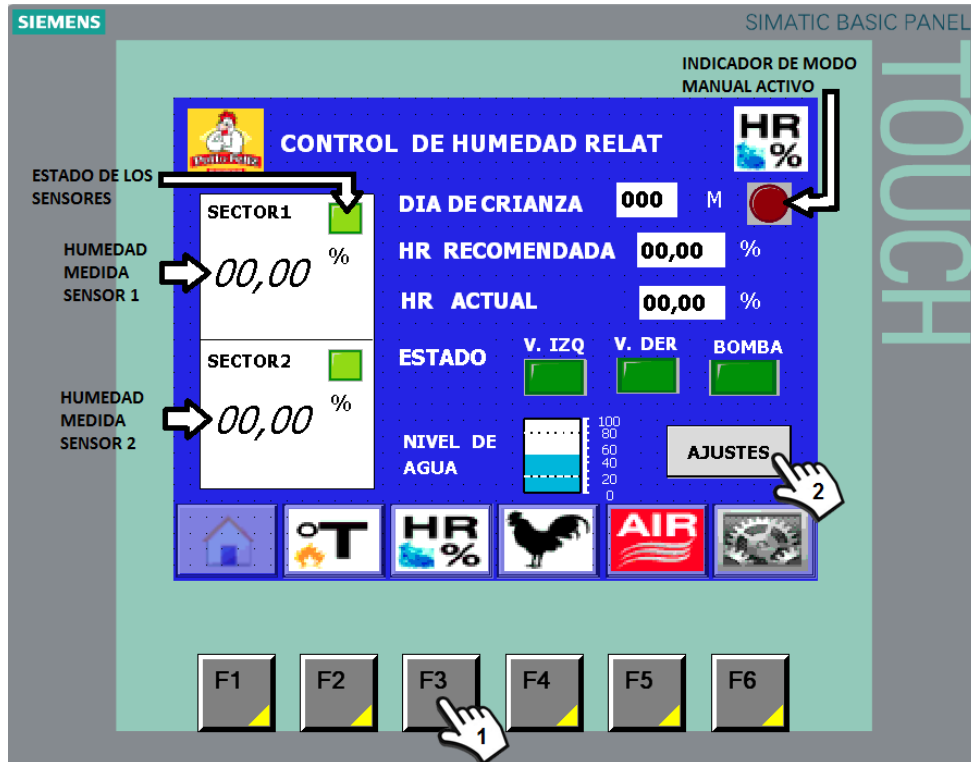 SIEMENS
SIMATIC BASIC PANEL
TOUCH
INDICADOR DE MODO
MANUAL ACTIVO
Pollo Feliz
CONTROL DE HUMEDAD RELAT
HR
%
ESTADO DE LOS
SENSORES
SECTOR1
DIA DE CRIANZA 000 M
HUMEDAD
MEDIDA
SENSOR 1
00,00 %
HR RECOMENDADA 00,00 %
HR ACTUAL 00,00 %
SECTOR2
ESTADO V. IZQ V. DER BOMBA
HUMEDAD
MEDIDA
SENSOR 2
00,00 %
NIVEL DE
AGUA
100
80
60
40
20
0
AJUSTES
2
°T
HR
%
AIR
F1 F2 F3 F4 F5 F6
1